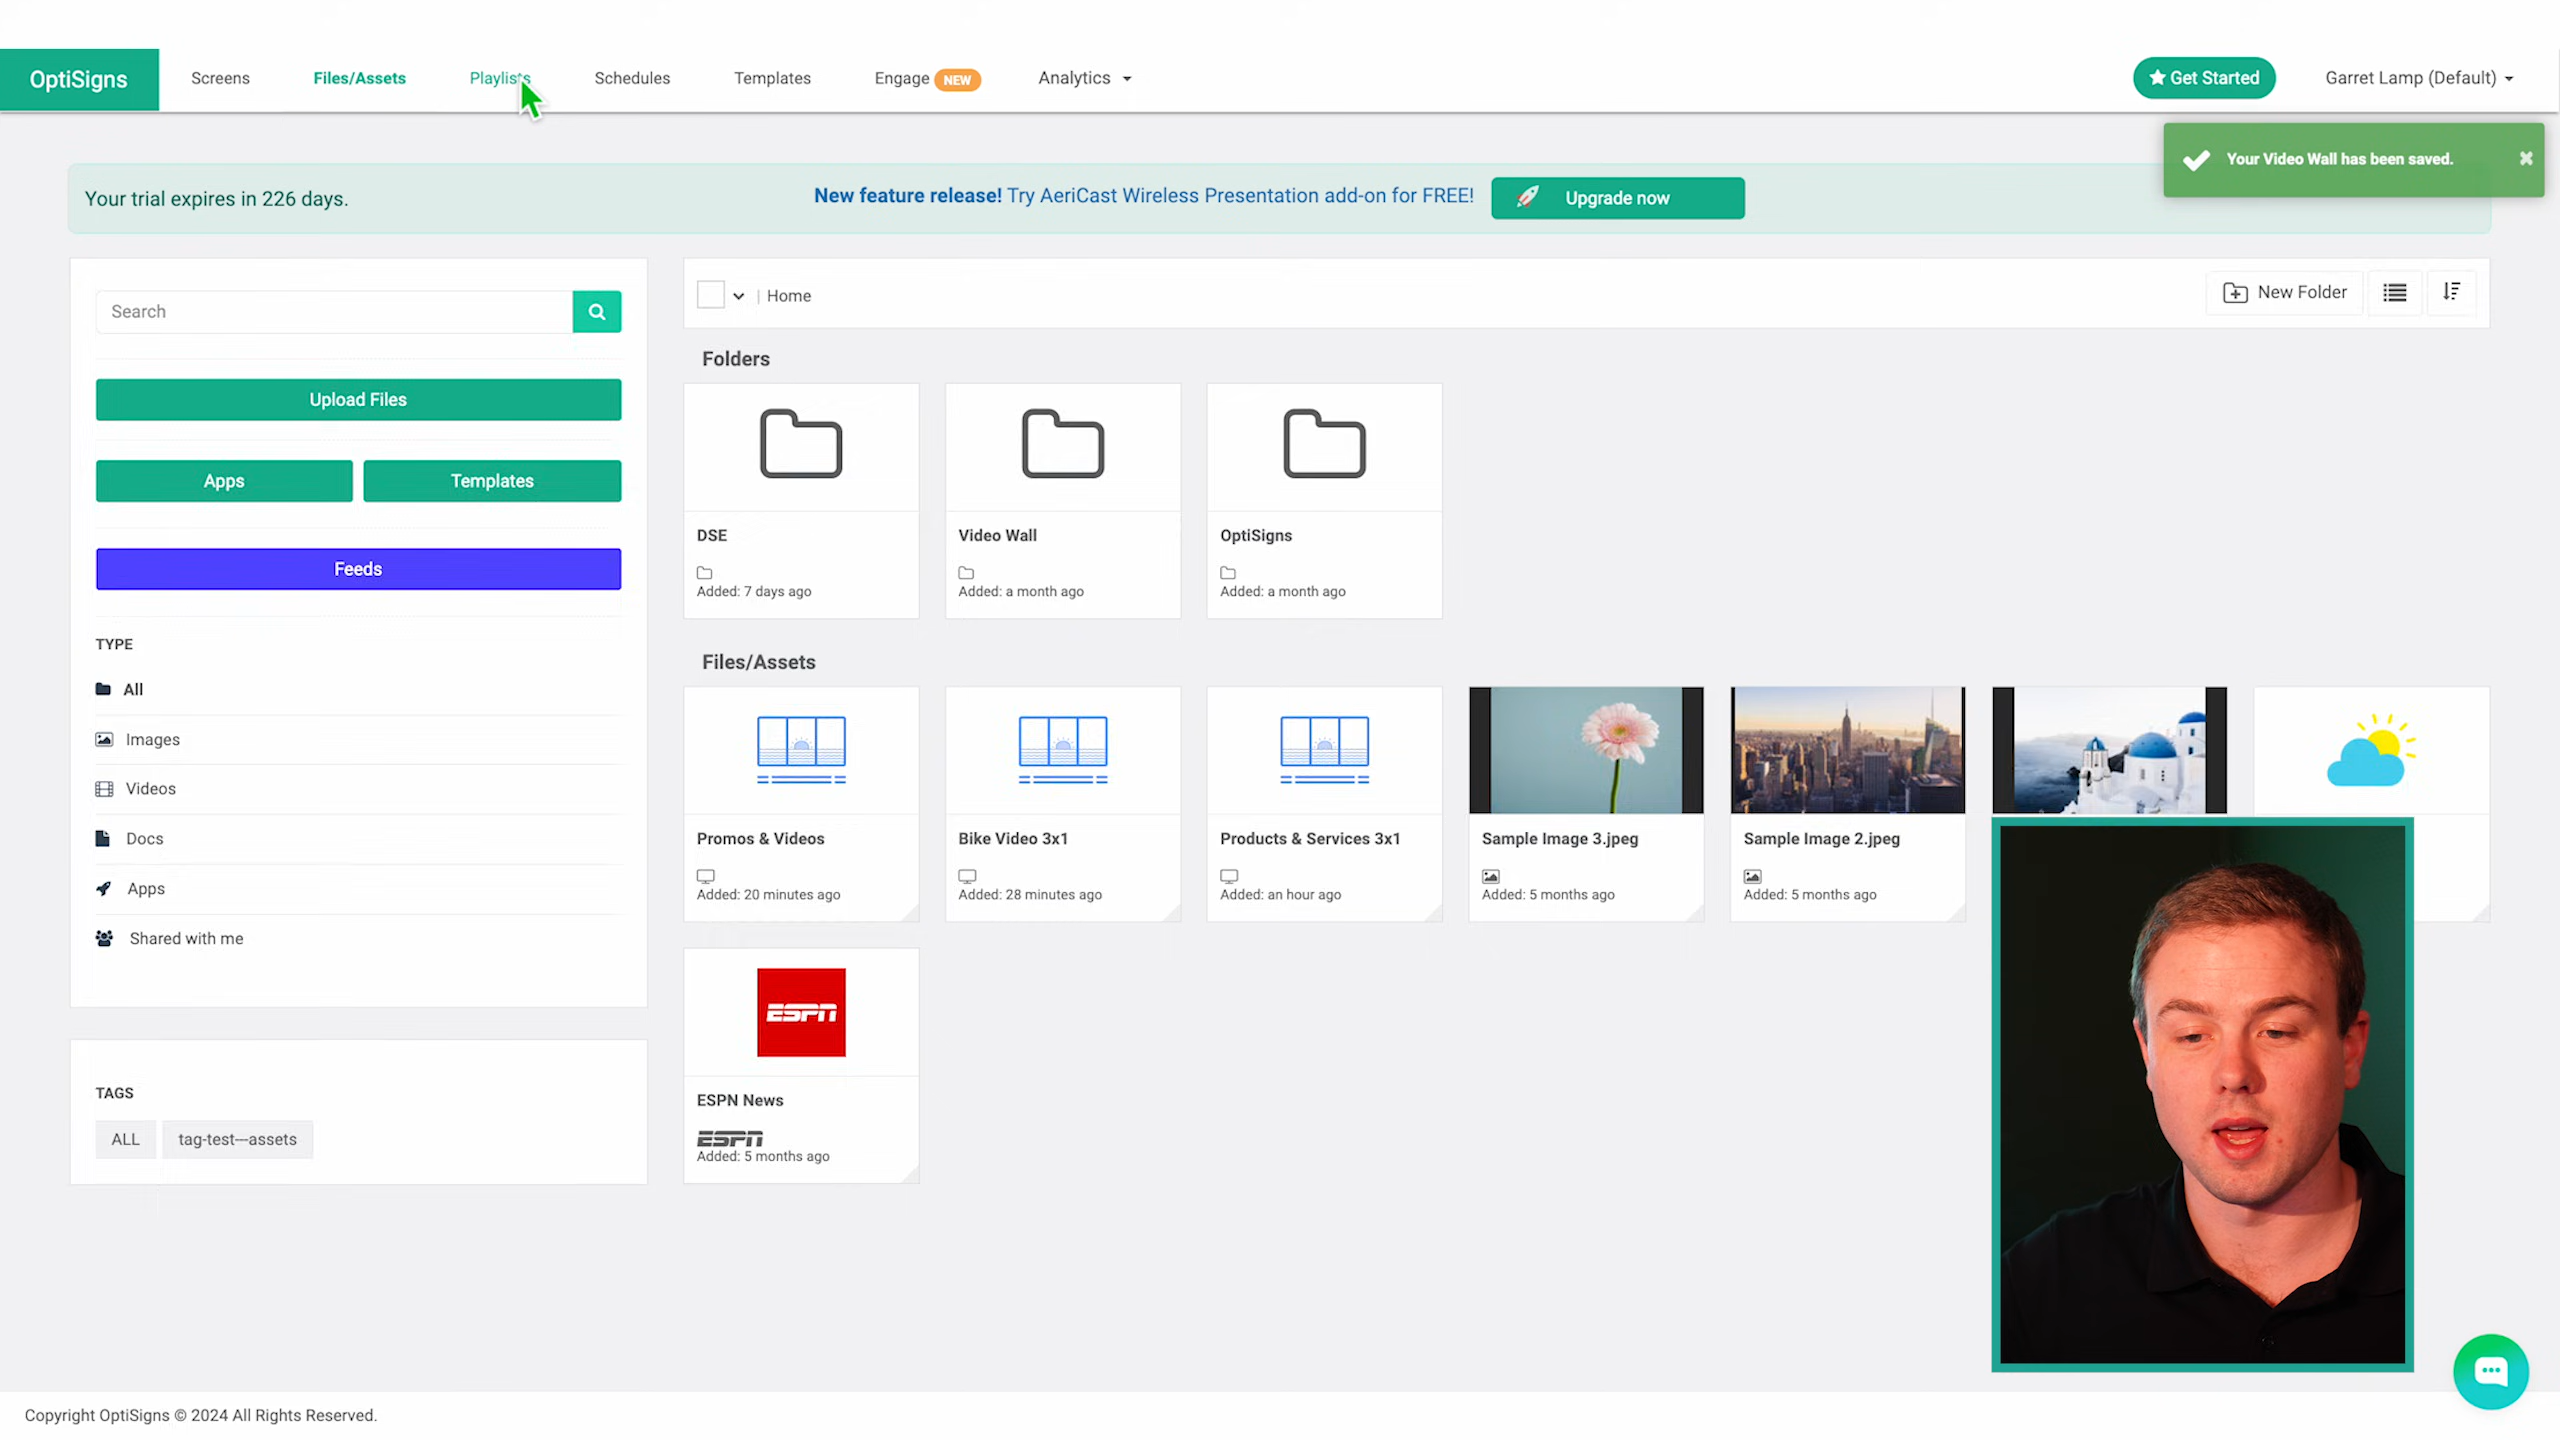 OptiSigns
Screens
Files/Assets
Playlists
Schedules
Templates
Engage NEW
Analytics
Get Started
Garret Lamp (Default)
Your Video Wall has been saved.
Your trial expires in 226 days.
New feature release! Try AeriCast Wireless Presentation add-on for FREE!
Upgrade now
Search
Upload Files
Apps
Templates
Feeds
TYPE
All
Images
Videos
Docs
Apps
Shared with me
TAGS
ALL
tag-test---assets
| Home
New Folder
Folders
DSE
Added: 7 days ago
Video Wall
Added: a month ago
OptiSigns
Added: a month ago
Files/Assets
Promos & Videos
Added: 20 minutes ago
Bike Video 3x1
Added: 28 minutes ago
Products & Services 3x1
Added: an hour ago
Sample Image 3.jpeg
Added: 5 months ago
Sample Image 2.jpeg
Added: 5 months ago
ESPN
ESPN News
ESPN
Added: 5 months ago
Copyright OptiSigns © 2024 All Rights Reserved.